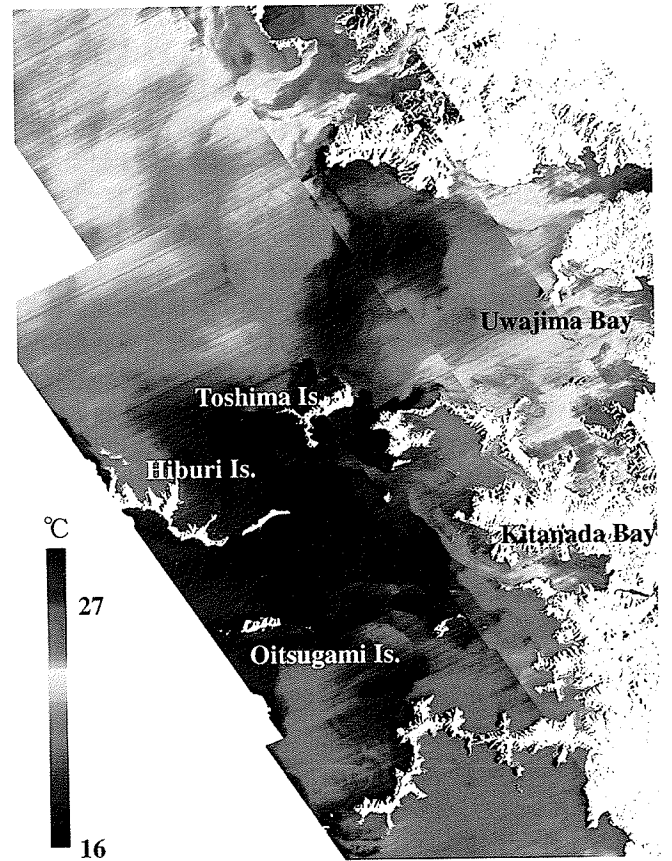 Uwajima Bay
Toshima Is.
Hiburi Is.
℃
Kitanada Bay
27
Oitsugami Is.
16